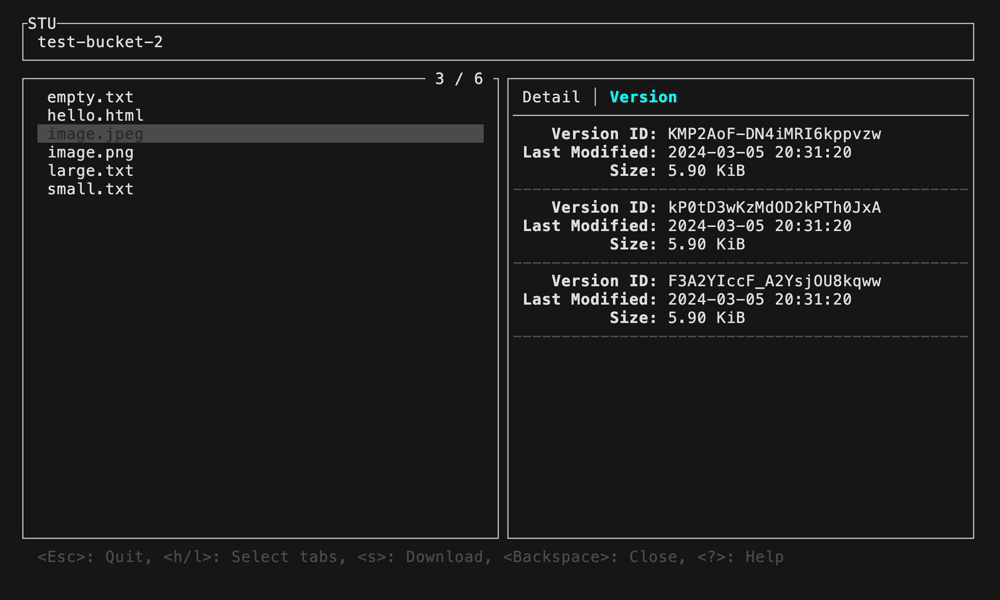 STU
test-bucket-2
3 / 6
empty.txt
hello.html
image.jpeg
image.png
large.txt
small.txt
Detail │ Version
Version ID: KMP2AoF-DN4iMRI6kppvzw
Last Modified: 2024-03-05 20:31:20
Size: 5.90 KiB
Version ID: kP0tD3wKzMdOD2kPTh0JxA
Last Modified: 2024-03-05 20:31:20
Size: 5.90 KiB
Version ID: F3A2YIccF_A2YsjOU8kqww
Last Modified: 2024-03-05 20:31:20
Size: 5.90 KiB
<Esc>: Quit, <h/l>: Select tabs, <s>: Download, <Backspace>: Close, <?>: Help